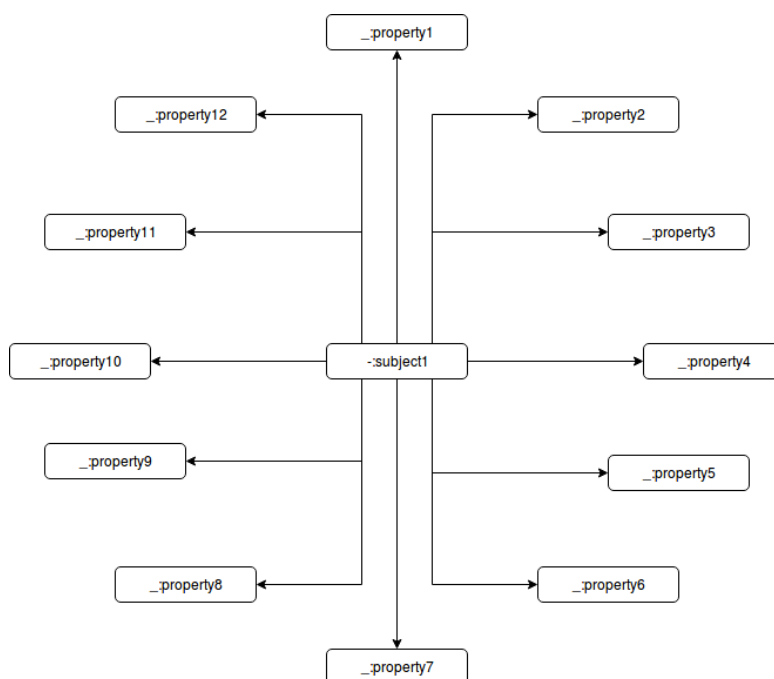 _:property1
_:property12
_:property2
_:property11
_:property3
_:property10
-:subject1
_:property4
_:property9
_:property5
_:property8
_:property6
_:property7